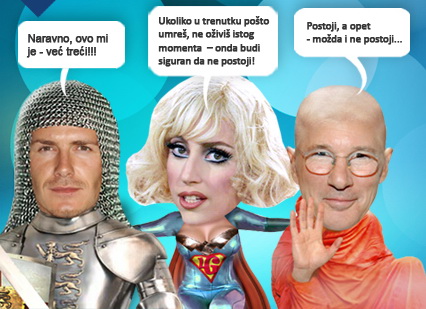 Naravno, ovo mi
je - već treći!!!
Ukoliko u trenutku pošto
umreš, ne oživiš istog
momenta – onda budi
siguran da ne postoji!
Postoji, a opet
- možda i ne postoji...